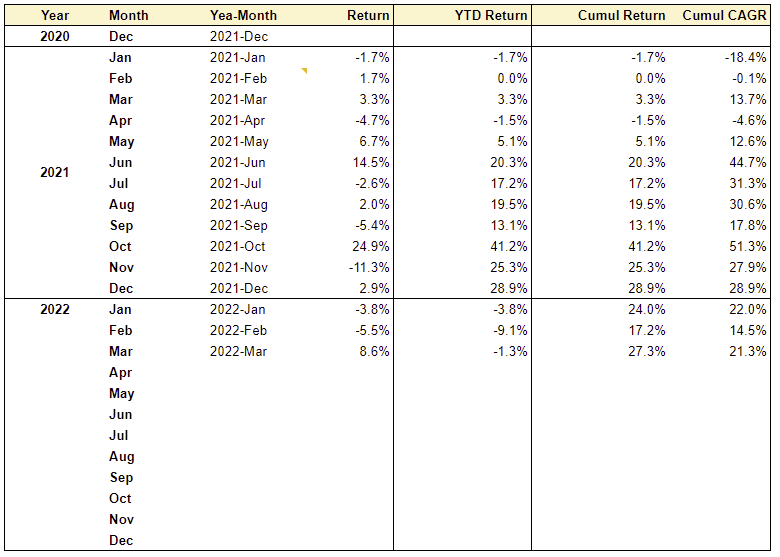 Year Month Yea-Month Return YTD Return Cumul Return Cumul CAGR
2020 Dec 2021-Dec
Jan 2021-Jan -1.7% -1.7% -1.7% -18.4%
Feb 2021-Feb 1.7% 0.0% 0.0% -0.1%
Mar 2021-Mar 3.3% 3.3% 3.3% 13.7%
Apr 2021-Apr -4.7% -1.5% -1.5% -4.6%
May 2021-May 6.7% 5.1% 5.1% 12.6%
Jun 2021-Jun 14.5% 20.3% 20.3% 44.7%
2021
Jul 2021-Jul -2.6% 17.2% 17.2% 31.3%
Aug 2021-Aug 2.0% 19.5% 19.5% 30.6%
Sep 2021-Sep -5.4% 13.1% 13.1% 17.8%
Oct 2021-Oct 24.9% 41.2% 41.2% 51.3%
Nov 2021-Nov -11.3% 25.3% 25.3% 27.9%
Dec 2021-Dec 2.9% 28.9% 28.9% 28.9%
2022 Jan 2022-Jan -3.8% -3.8% 24.0% 22.0%
Feb 2022-Feb -5.5% -9.1% 17.2% 14.5%
Mar 2022-Mar 8.6% -1.3% 27.3% 21.3%
Apr
May
Jun
Jul
Aug
Sep
Oct
Nov
Dec